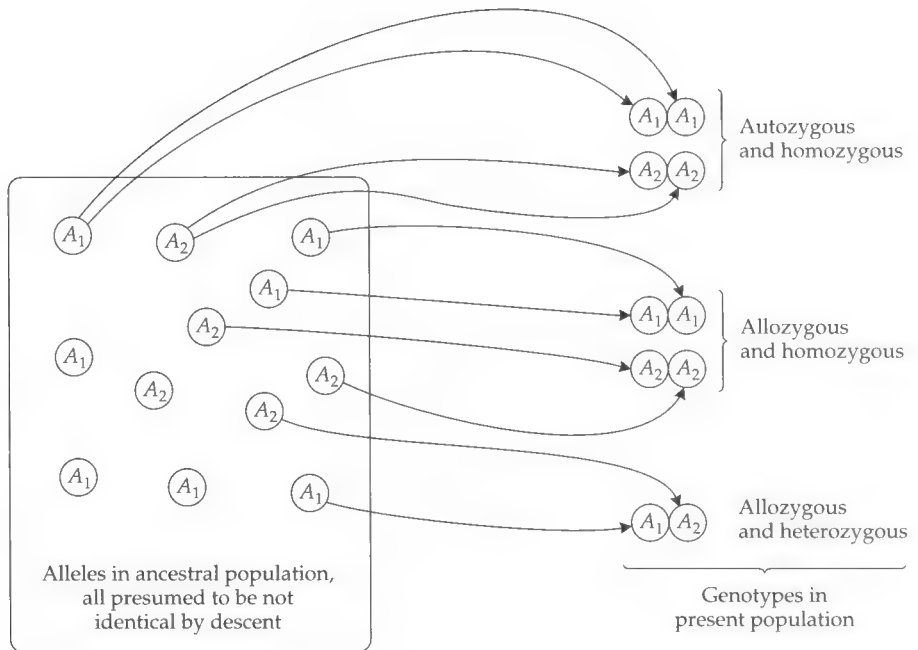 A₁ A₁
Autozygous
and homozygous
A₂ A₂
A₁
A₂
A₁
A₁
A₂
A₁
A₂
A₂
A₂
A₁
A₁
A₁
A₁ A₁
Allozygous
and homozygous
A₂ A₂
A₁ A₂
Allozygous
and heterozygous
Alleles in ancestral population,
all presumed to be not
identical by descent
Genotypes in
present population